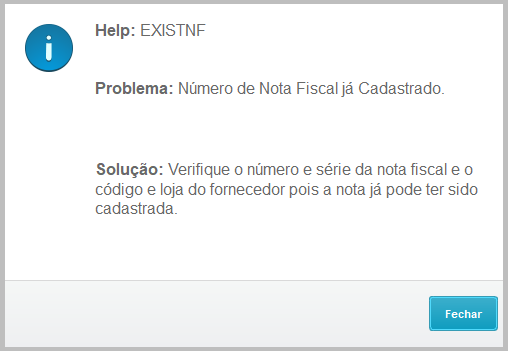 Help: EXISTNF
Problema: Número de Nota Fiscal já Cadastrado.
Solução: Verifique o número e série da nota fiscal e o
código e loja do fornecedor pois a nota já pode ter sido
cadastrada.
Fechar